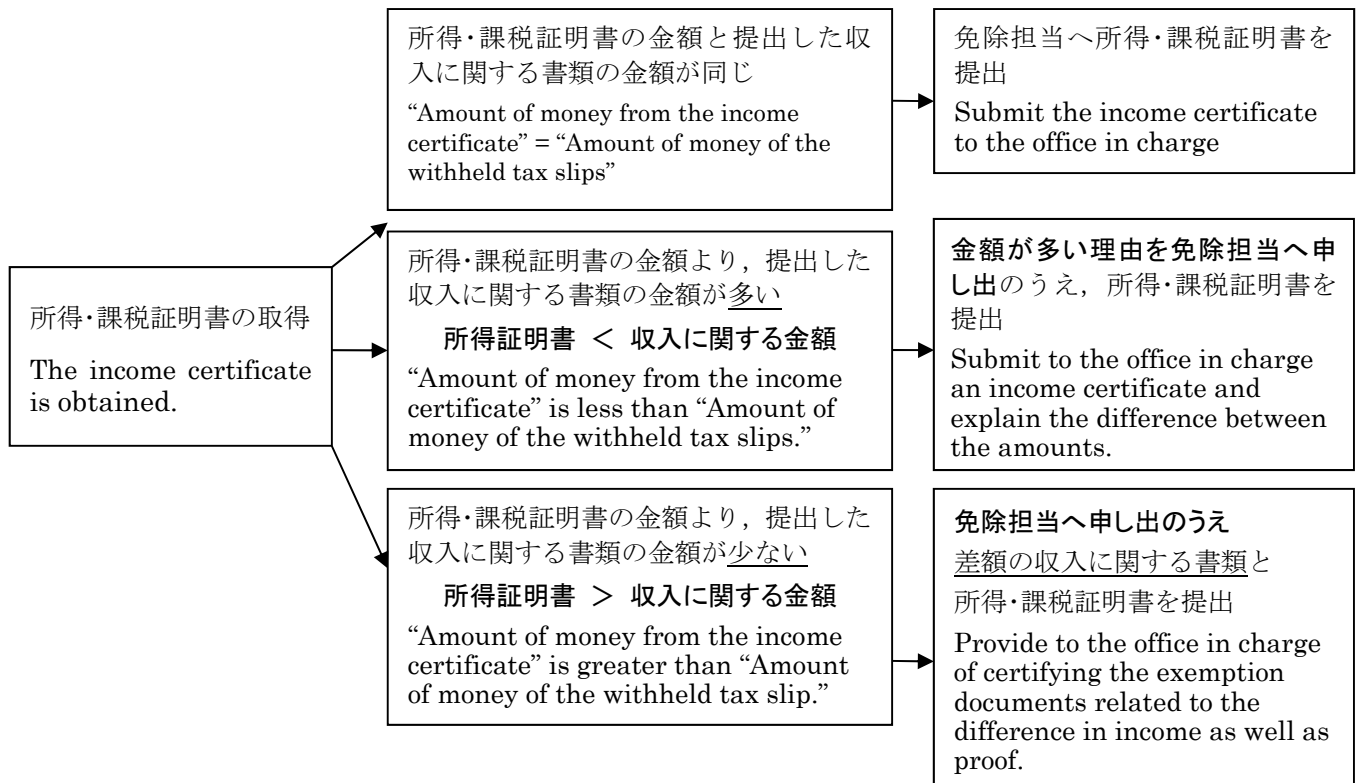 所得・課税証明書の取得
The income certificate
is obtained.
所得・課税証明書の金額と提出した収
入に関する書類の金額が同じ
“Amount of money from the income
certificate” = “Amount of money of the
withheld tax slips”
免除担当へ所得・課税証明書を
提出
Submit the income certificate
to the office in charge
所得・課税証明書の金額より，提出した
収入に関する書類の金額が多い
所得証明書 ＜ 収入に関する金額
“Amount of money from the income
certificate” is less than “Amount of
money of the withheld tax slips.”
金額が多い理由を免除担当へ申
し出のうえ，所得・課税証明書を
提出
Submit to the office in charge
an income certificate and
explain the difference between
the amounts.
所得・課税証明書の金額より，提出した
収入に関する書類の金額が少ない
所得証明書 ＞ 収入に関する金額
“Amount of money from the income
certificate” is greater than “Amount
of money of the withheld tax slip.”
免除担当へ申し出のうえ
差額の収入に関する書類と
所得・課税証明書を提出
Provide to the office in charge
of certifying the exemption
documents related to the
difference in income as well as
proof.